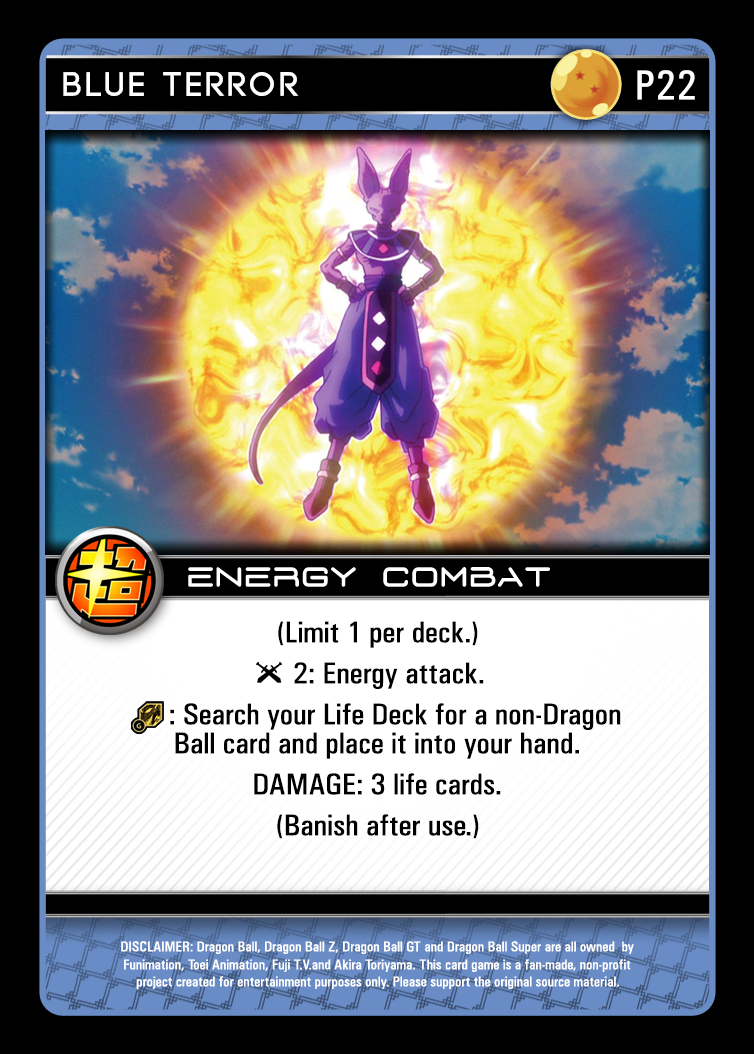 BLUE TERROR
P22
超
ENERGY COMBAT
(Limit 1 per deck.)
2: Energy attack.
: Search your Life Deck for a non-Dragon
Ball card and place it into your hand.
DAMAGE: 3 life cards.
(Banish after use.)
DISCLAIMER: Dragon Ball, Dragon Ball Z, Dragon Ball GT and Dragon Ball Super are all owned by
Funimation, Toei Animation, Fuji T.V.and Akira Toriyama. This card game is a fan-made, non-profit
project created for entertainment purposes only. Please support the original source material.